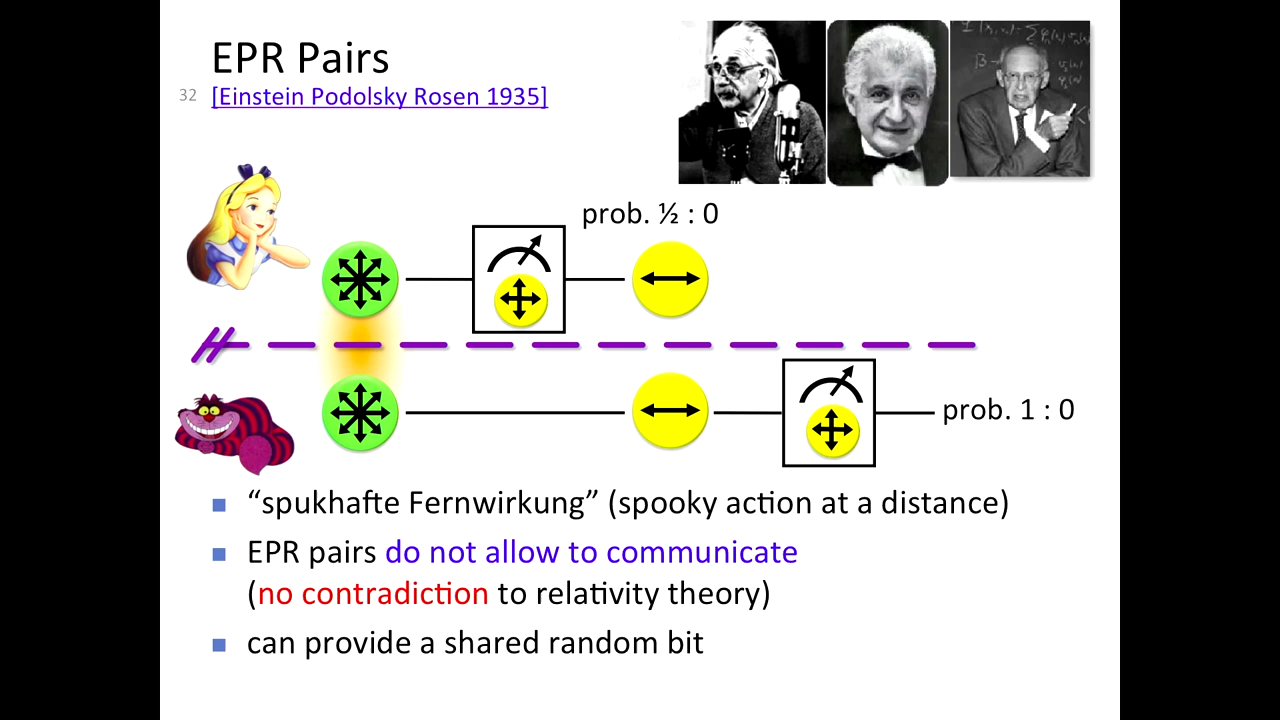 EPR Pairs
32
[Einstein Podolsky Rosen 1935]
prob. ½ : 0
prob. 1 : 0
“spukhafte Fernwirkung” (spooky action at a distance)
EPR pairs do not allow to communicate
(no contradiction to relativity theory)
can provide a shared random bit